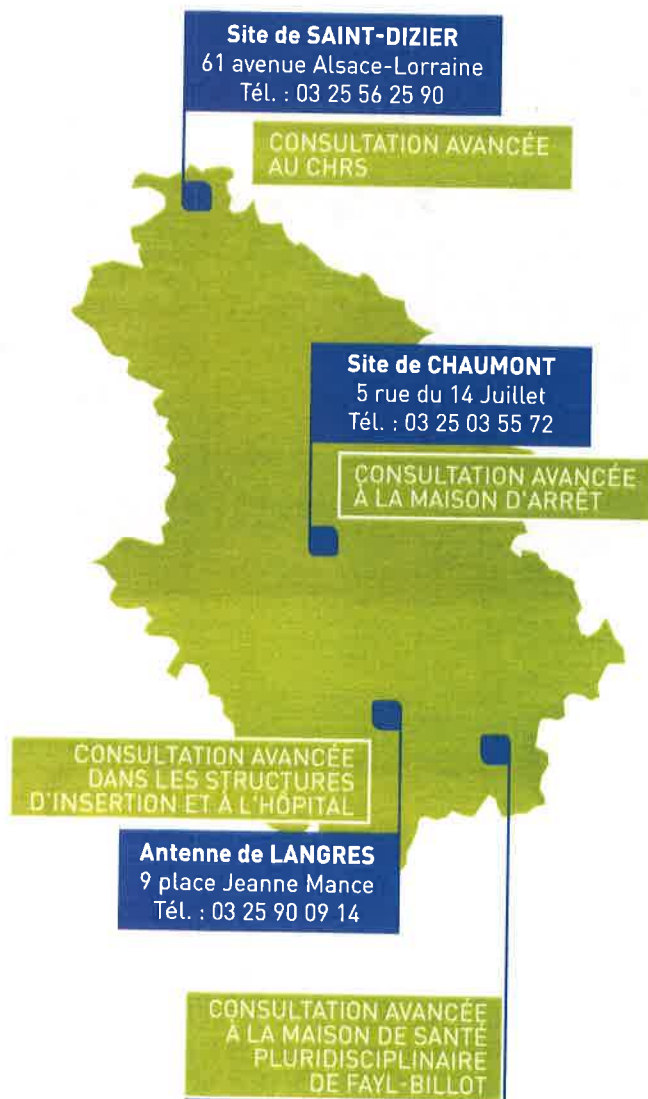 Site de SAINT-DIZIER
61 avenue Alsace-Lorraine
Tél. : 03 25 56 25 90
CONSULTATION AVANCÉE
AU CHRS
Site de CHAUMONT
5 rue du 14 Juillet
Tél. : 03 25 03 55 72
CONSULTATION AVANCÉE
À LA MAISON D'ARRÊT
CONSULTATION AVANCÉE
DANS LES STRUCTURES
D'INSERTION ET À L'HÔPITAL
Antenne de LANGRES
9 place Jeanne Mance
Tél. : 03 25 90 09 14
CONSULTATION AVANCÉE
À LA MAISON DE SANTÉ
PLURIDISCIPLINAIRE
DE FAYL-BILLOT